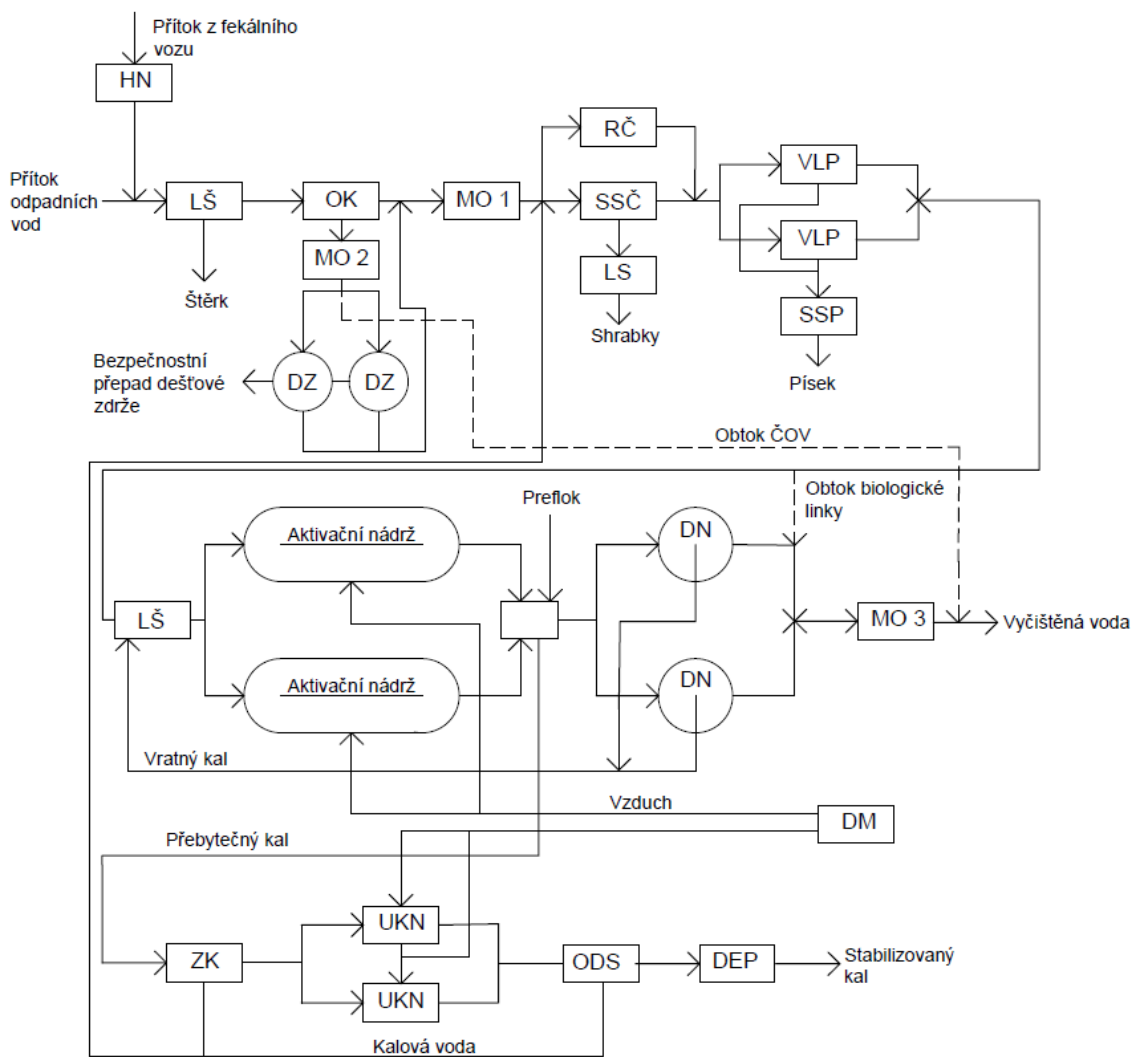 Přítok z fekálního
vozu
HN
Přítok
odpadních
vod
LŠ
OK
MO 1
RČ
SSČ
VLP
VLP
MO 2
LS
SSP
Štěrk
Shrabky
Písek
Bezpečnostní
přepad dešťové
zdrže
DZ
DZ
Obtok ČOV
Obtok biologické
linky
Preflok
Aktivační nádrž
DN
LŠ
MO 3
Vyčištěná voda
Aktivační nádrž
DN
Vratný kal
Vzduch
DM
Přebytečný kal
UKN
ZK
ODS
DEP
Stabilizovaný
kal
UKN
Kalová voda